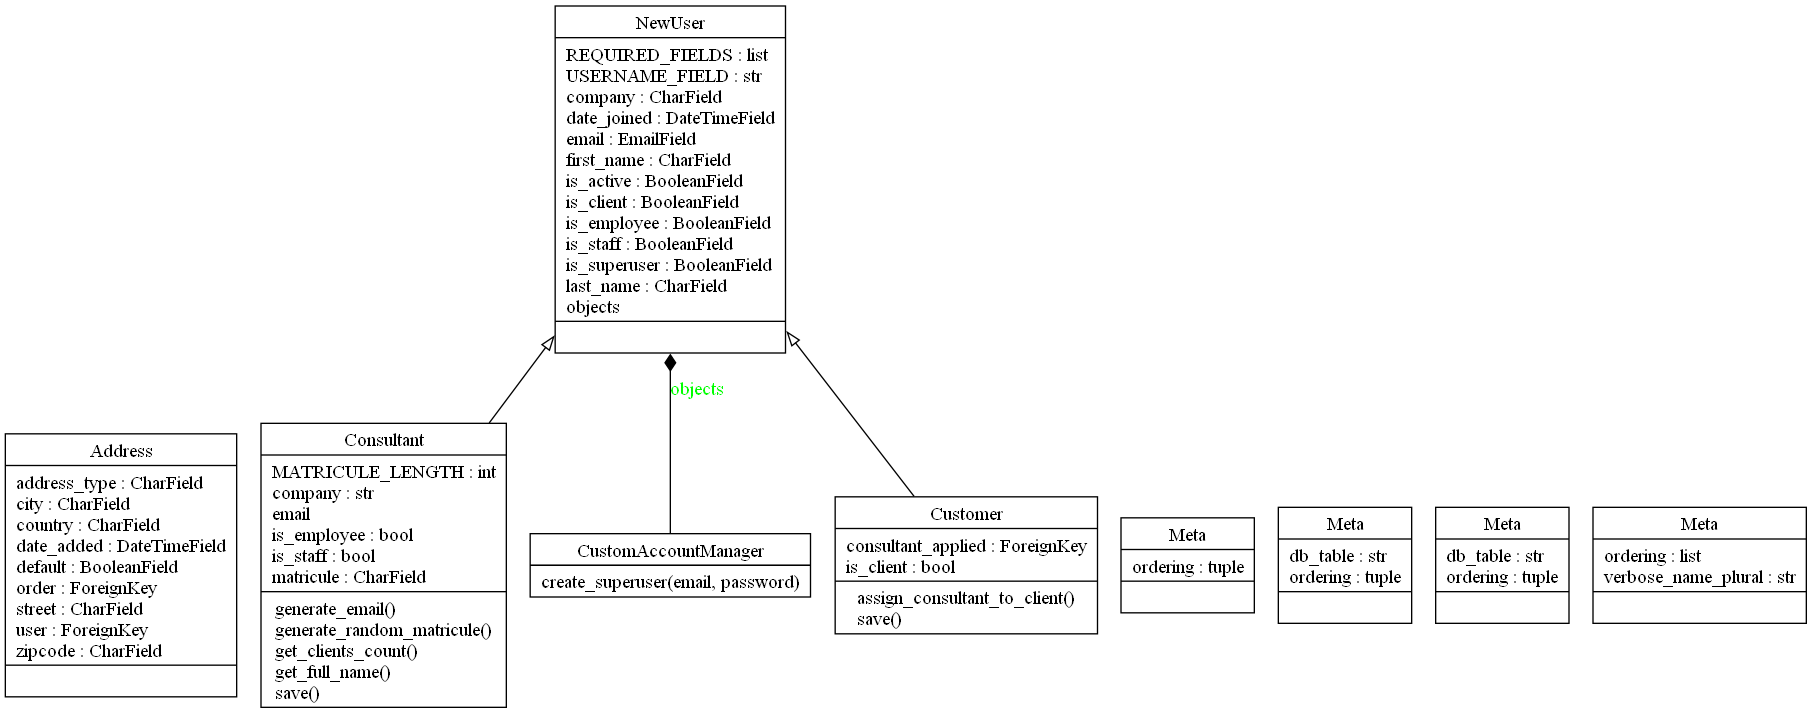 NewUser
REQUIRED_FIELDS : list
USERNAME_FIELD : str
company : CharField
date_joined : DateTimeField
email : EmailField
first_name : CharField
is_active : BooleanField
is_client : BooleanField
is_employee : BooleanField
is_staff : BooleanField
is_superuser : BooleanField
last_name : CharField
objects
objects
Address
address_type : CharField
city : CharField
country : CharField
date_added : DateTimeField
default : BooleanField
order : ForeignKey
street : CharField
user : ForeignKey
zipcode : CharField
Consultant
MATRICULE_LENGTH : int
company : str
email
is_employee : bool
is_staff : bool
matricule : CharField
generate_email()
generate_random_matricule()
get_clients_count()
get_full_name()
save()
CustomAccountManager
create_superuser(email, password)
Customer
consultant_applied : ForeignKey
is_client : bool
assign_consultant_to_client()
save()
Meta
ordering : tuple
Meta
db_table : str
ordering : tuple
Meta
db_table : str
ordering : tuple
Meta
ordering : list
verbose_name_plural : str